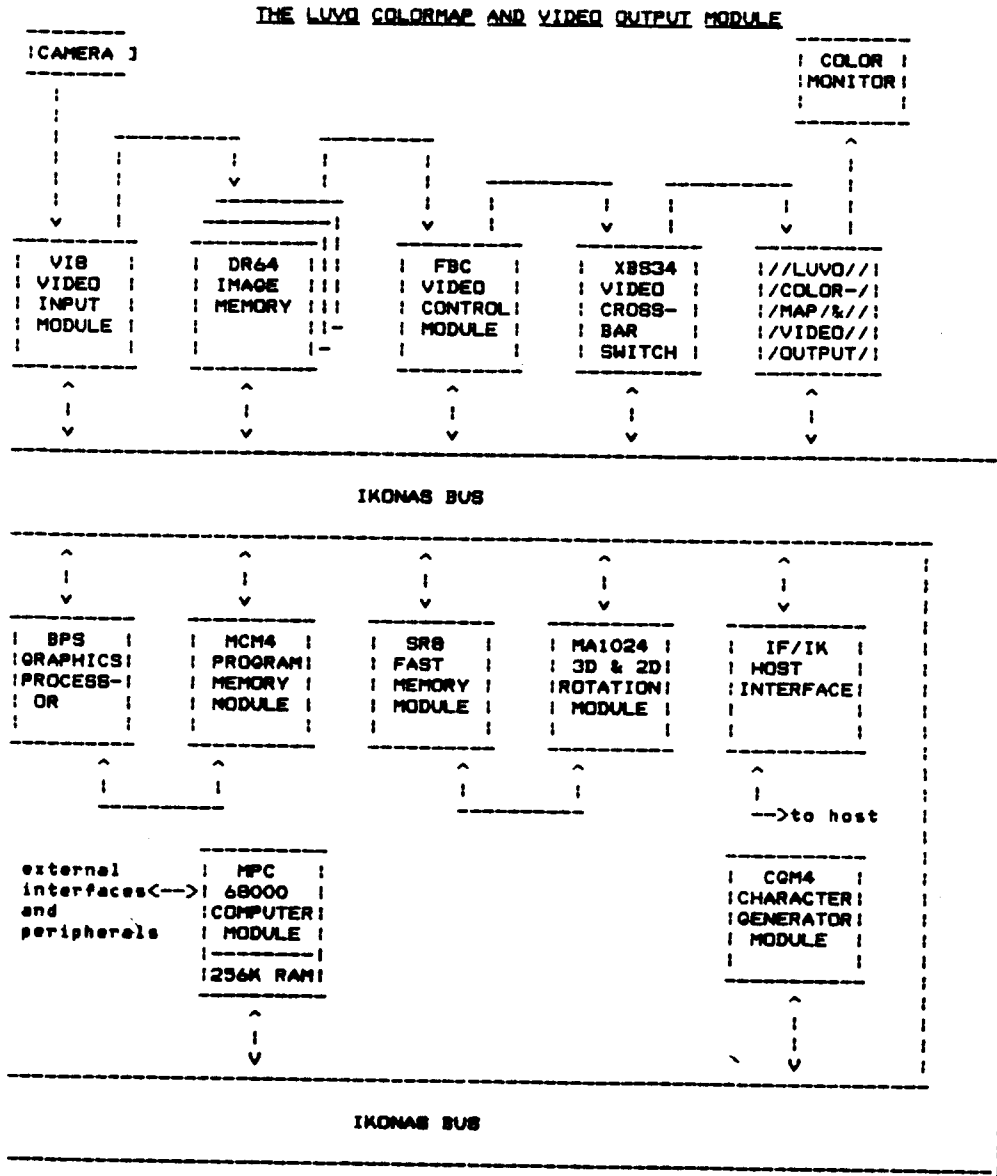 THE LUVO COLORMAP AND VIDEO OUTPUT MODULE
CAMERA ]
COLOR
MONITOR
VI8
VIDEO
INPUT
MODULE
DR64
IMAGE
MEMORY
FBC
VIDEO
CONTROL
MODULE
XBS34
VIDEO
CROSS-
BAR
SWITCH
//LUVO//
/COLOR-/
/MAP/&//
/VIDEO//
/OUTPUT/
IKONAS BUS
BPS
GRAPHICS
PROCESS-
OR
MCM4
PROGRAM
MEMORY
MODULE
SR8
FAST
MEMORY
MODULE
MA1024
3D & 2D
ROTATION
MODULE
IF/IK
HOST
INTERFACE
-->to host
external
interfaces<-->
and
peripherals
MPC
68000
COMPUTER
MODULE
256K RAM
CGM4
CHARACTER
GENERATOR
MODULE
IKONAS BUS